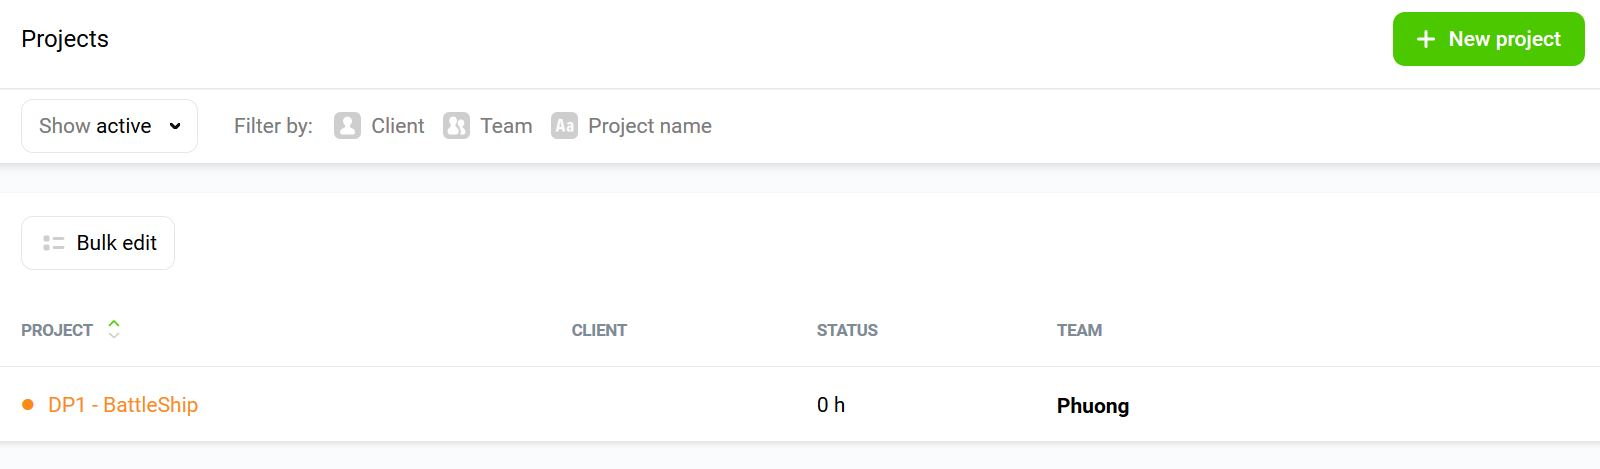 Projects
+ New project
Show active
Filter by: Client Team Aa Project name
Bulk edit
PROJECT CLIENT STATUS TEAM
DP1 - BattleShip 0 h Phuong